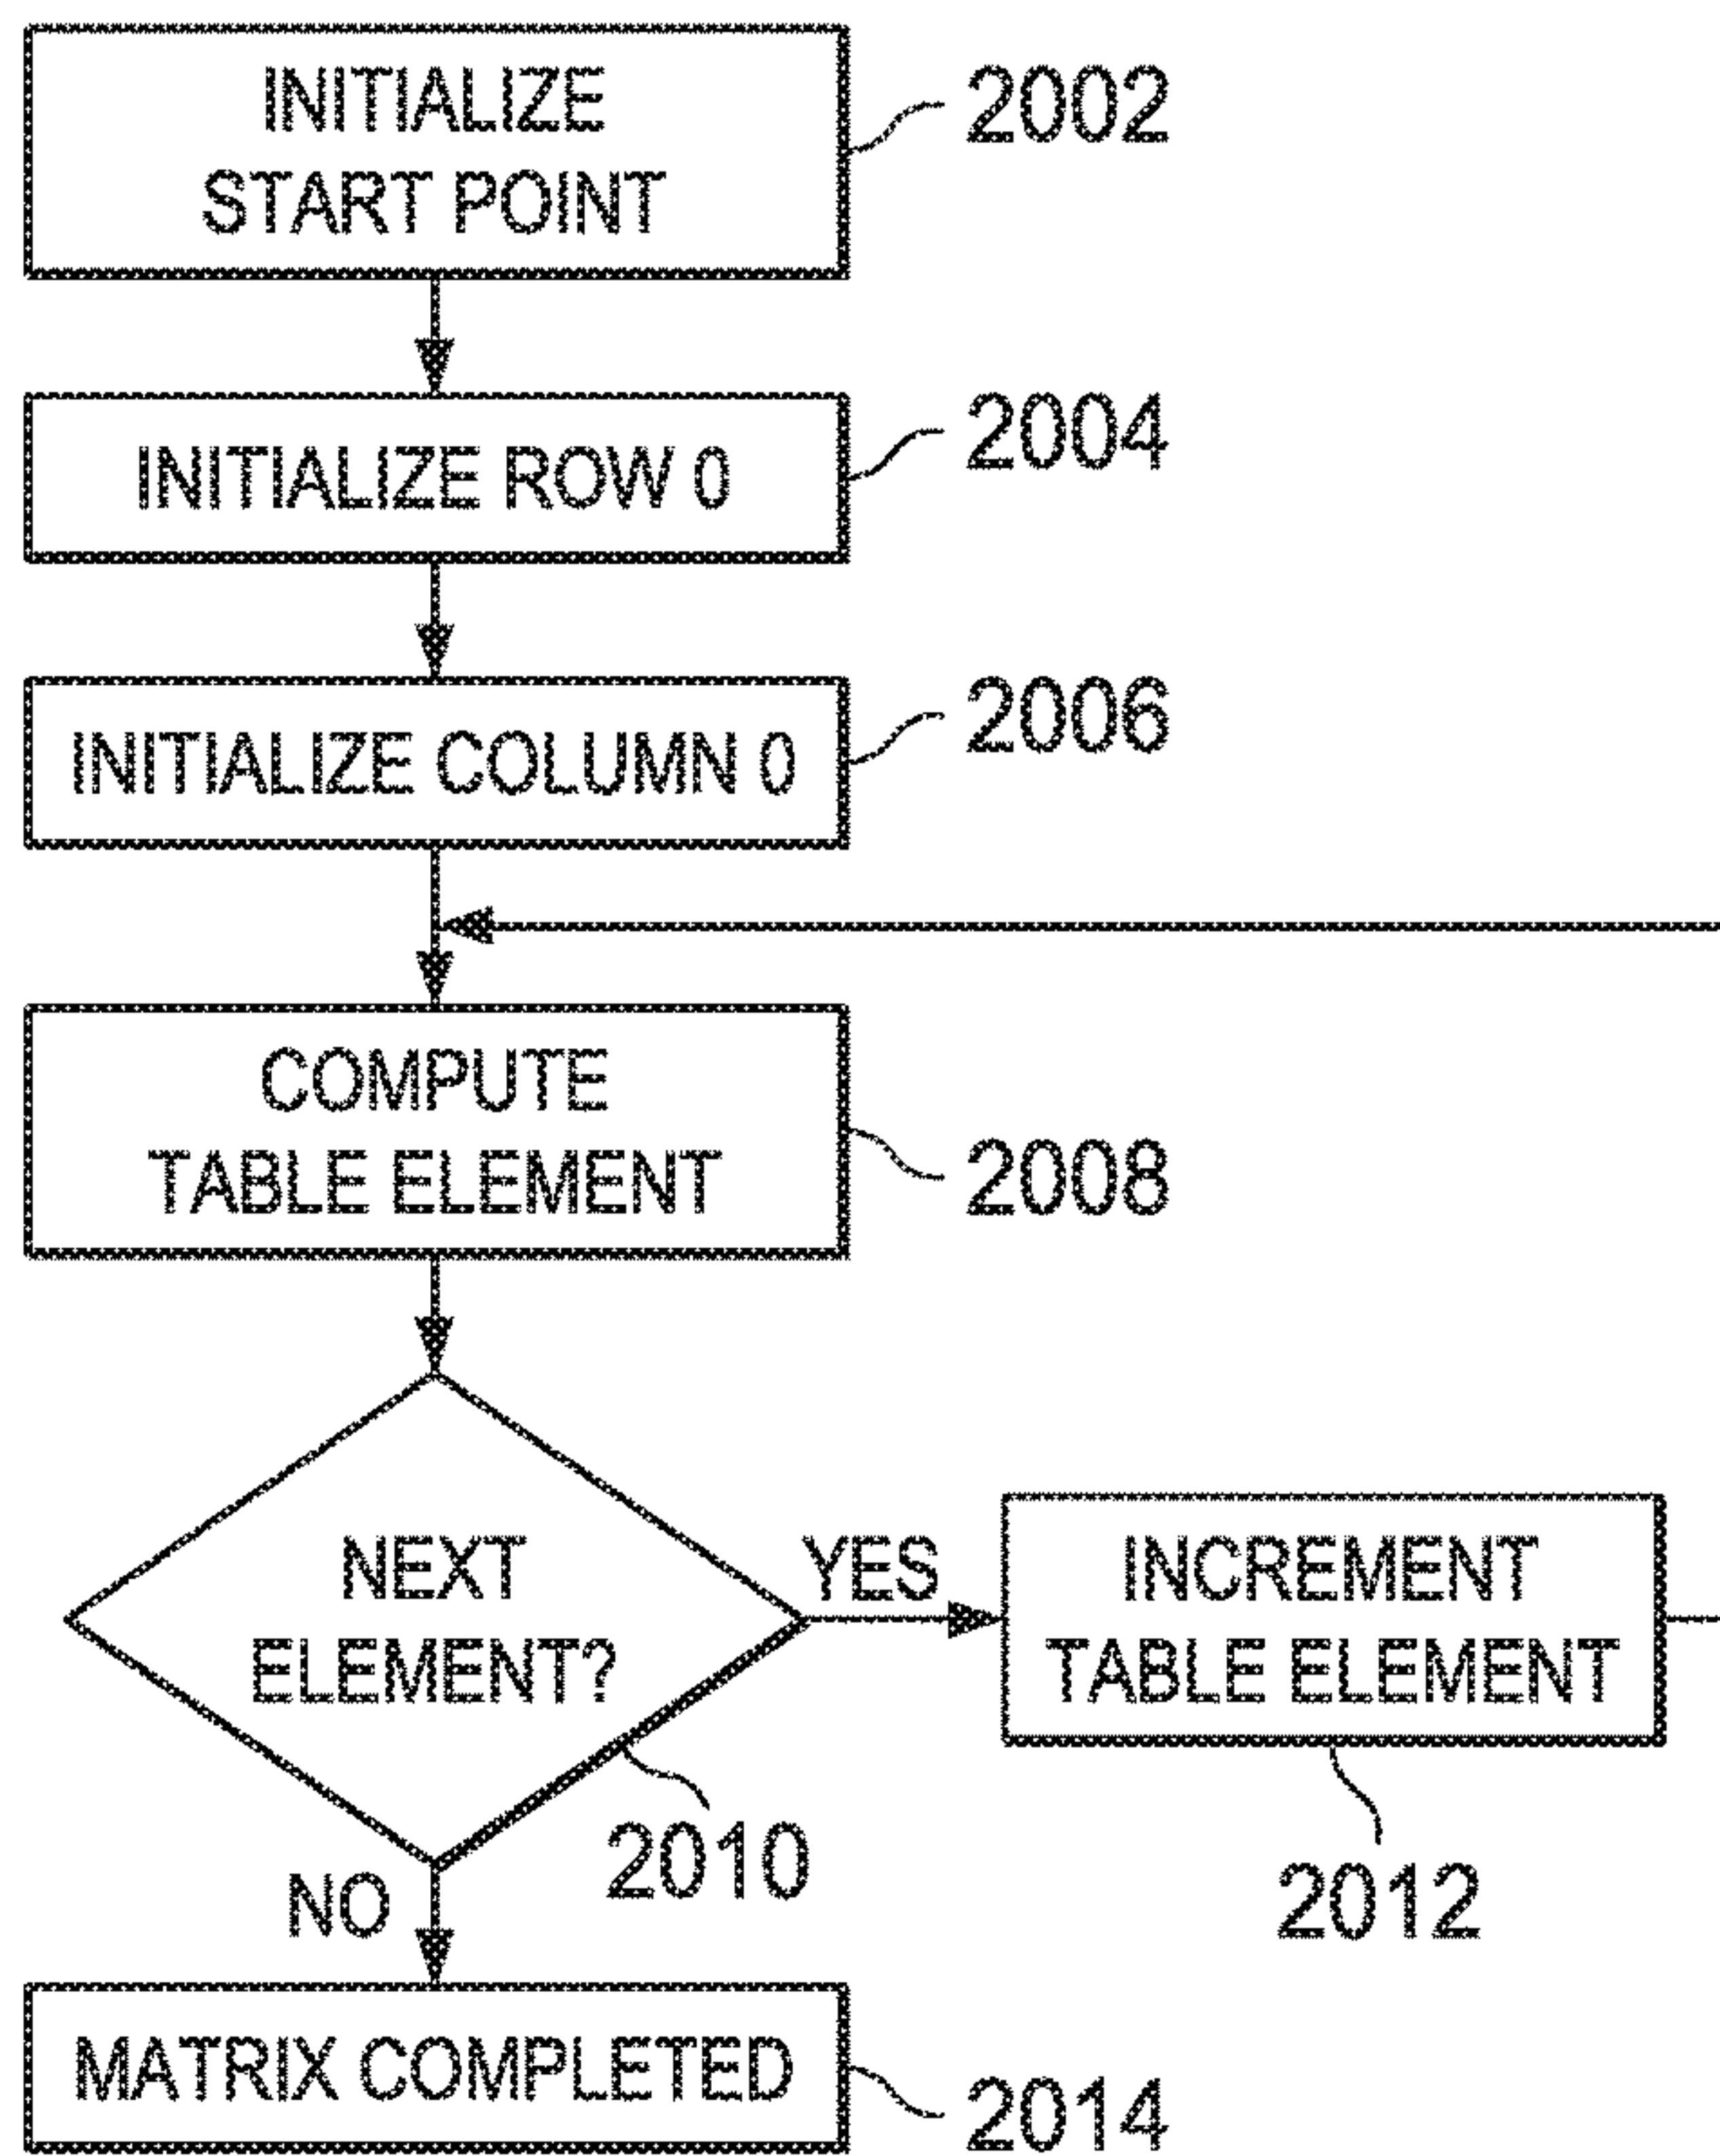 INITIALIZE
START POINT
2002
INITIALIZE ROW 0
2004
INITIALIZE COLUMN 0
2006
COMPUTE
TABLE ELEMENT
2008
NEXT
ELEMENT?
YES
INCREMENT
TABLE ELEMENT
2010
NO
2012
MATRIX COMPLETED
2014